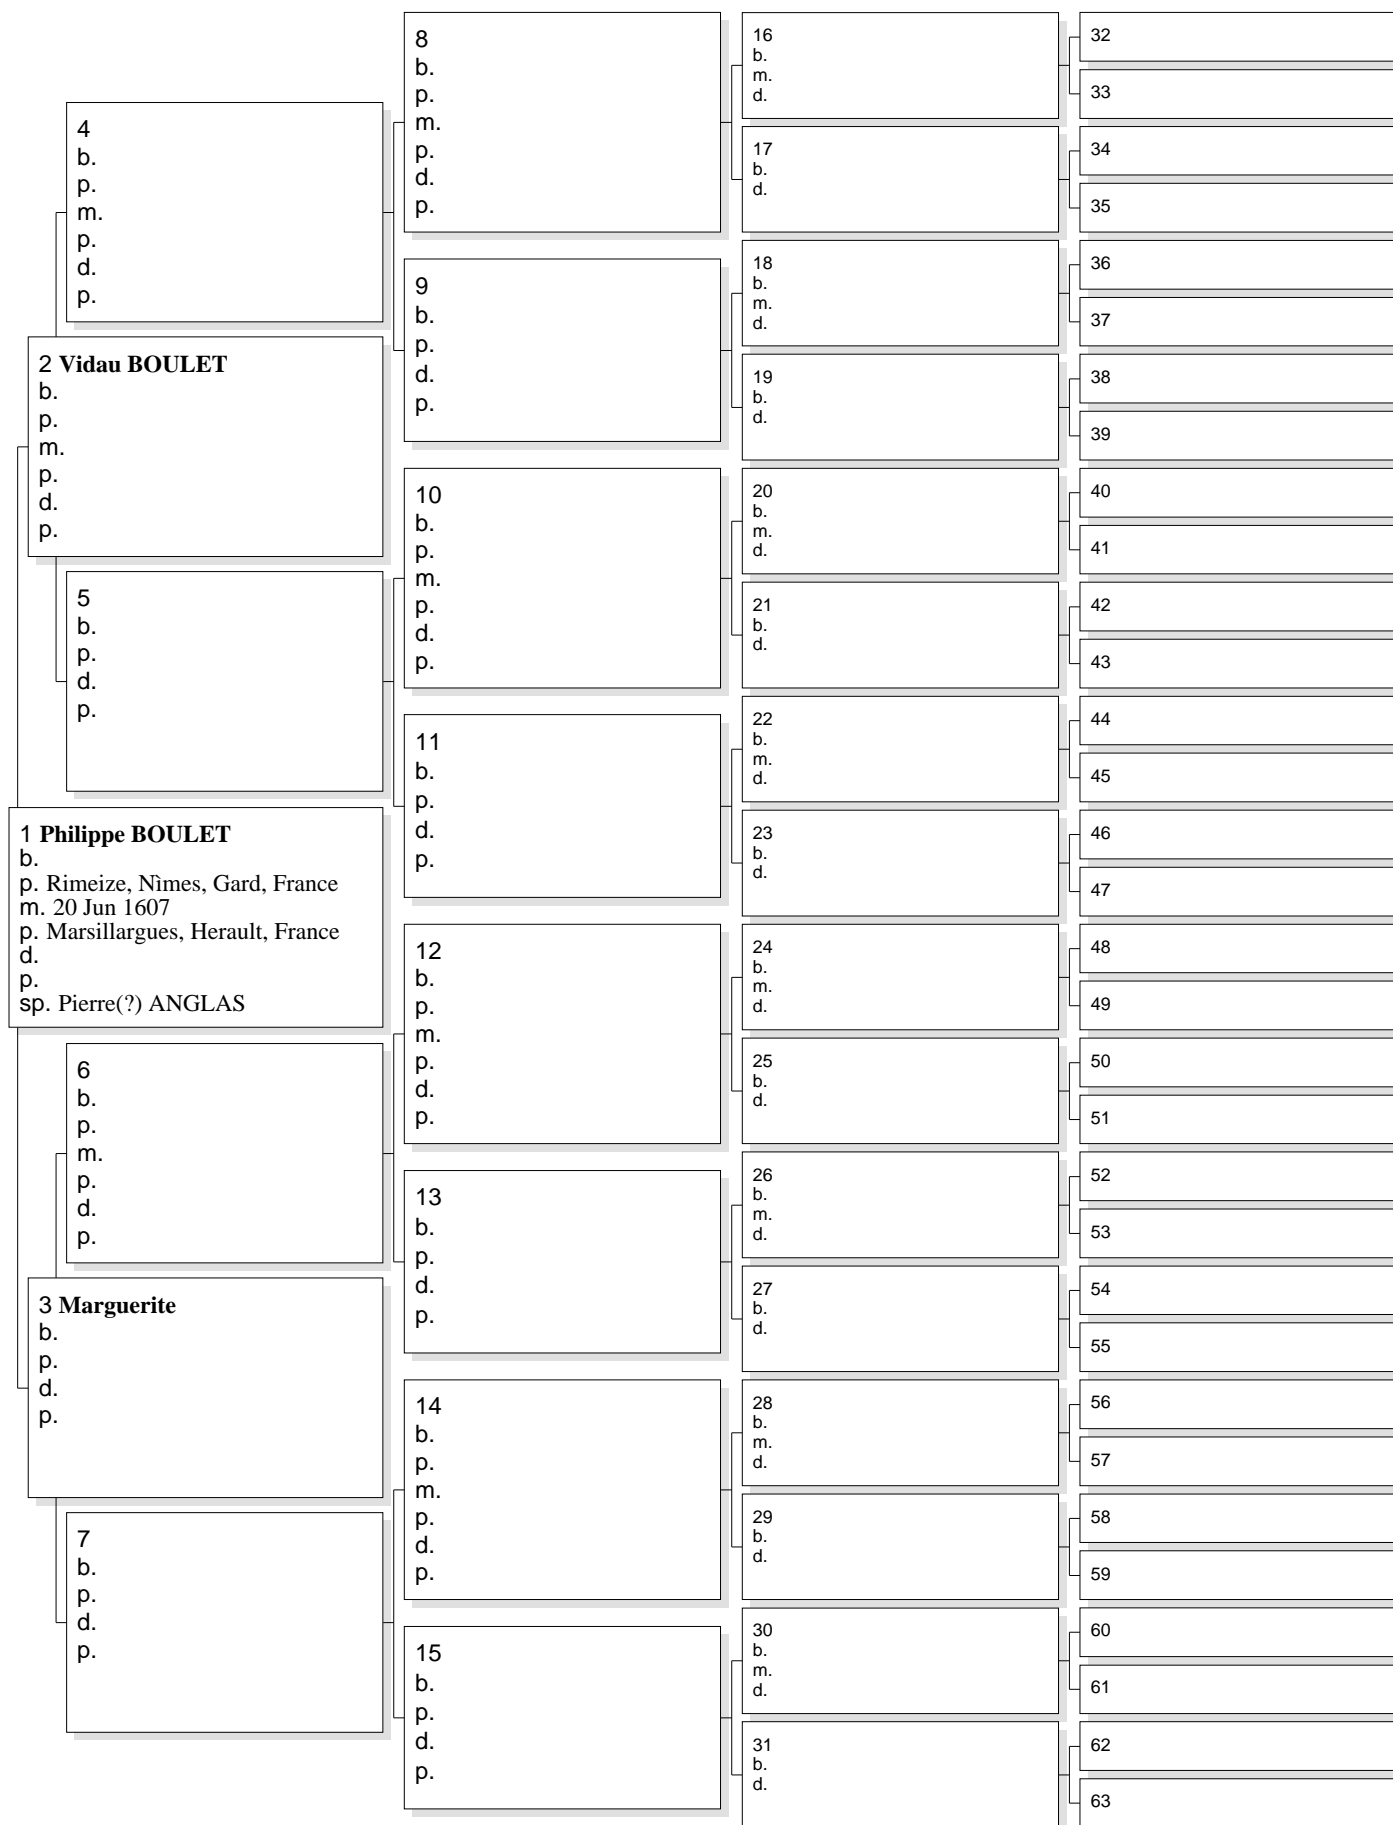 1 Philippe BOULET
b.
p. Rimeize, Nìmes, Gard, France
m. 20 Jun 1607
p. Marsillargues, Herault, France
d.
p.
sp. Pierre(?) ANGLAS
2 Vidau BOULET
b.
p.
m.
p.
d.
p.
3 Marguerite
b.
p.
d.
p.
4
b.
p.
m.
p.
d.
p.
5
b.
p.
d.
p.
6
b.
p.
m.
p.
d.
p.
7
b.
p.
d.
p.
8
b.
p.
m.
p.
d.
p.
9
b.
p.
d.
p.
10
b.
p.
m.
p.
d.
p.
11
b.
p.
d.
p.
12
b.
p.
m.
p.
d.
p.
13
b.
p.
d.
p.
14
b.
p.
m.
p.
d.
p.
15
b.
p.
d.
p.
16
b.
m.
d.
17
b.
d.
18
b.
m.
d.
19
b.
d.
20
b.
m.
d.
21
b.
d.
22
b.
m.
d.
23
b.
d.
24
b.
m.
d.
25
b.
d.
26
b.
m.
d.
27
b.
d.
28
b.
m.
d.
29
b.
d.
30
b.
m.
d.
31
b.
d.
32
33
34
35
36
37
38
39
40
41
42
43
44
45
46
47
48
49
50
51
52
53
54
55
56
57
58
59
60
61
62
63